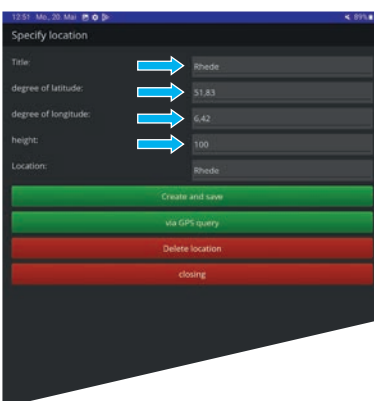 12:51 Mo., 20. Mai 89%
Specify location
Title: Rhede
degree of latitude: 51,83
degree of longitude: 6,42
height: 100
Location: Rhede
Create and save
via GPS query
Delete location
closing